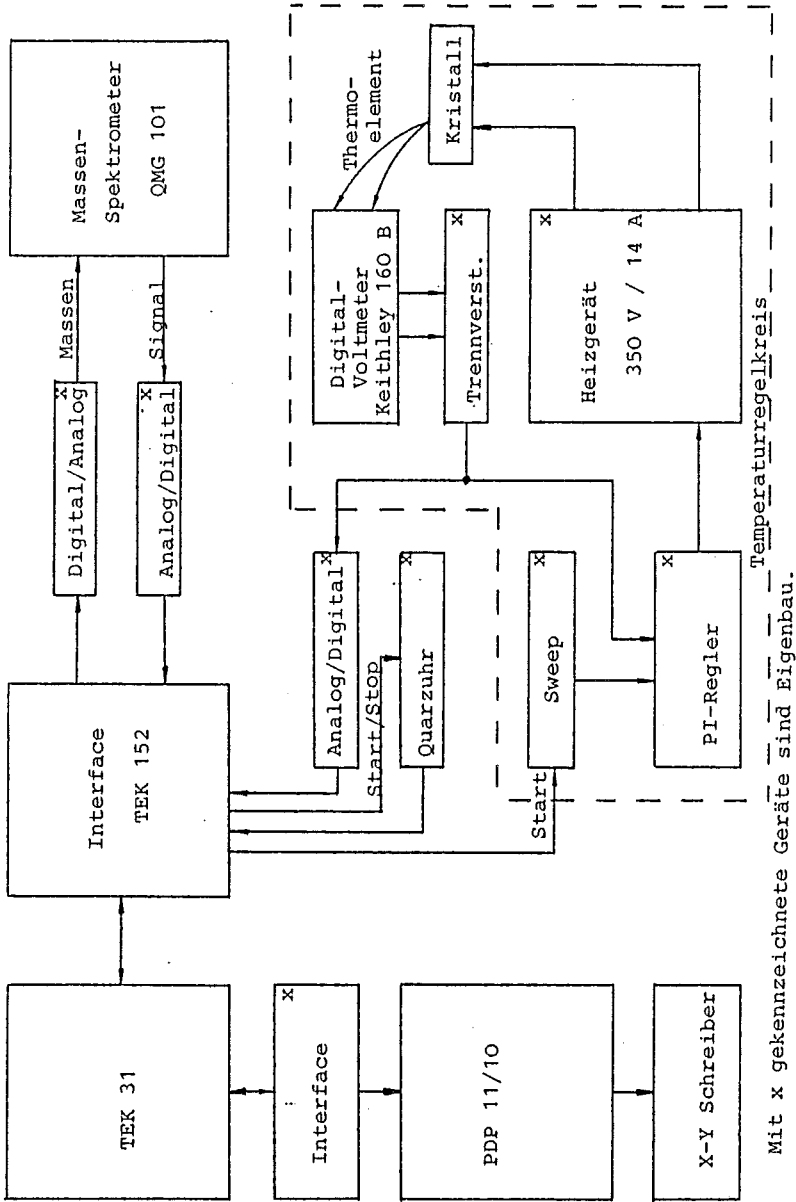 TEK 31
Interface
TEK 152
Digital/Analog
x
Massen
Massen-
Spektrometer
QMG 101
Analog/Digital
x
Signal
Interface
x
Analog/Digital
x
Start/Stop
Quarzuhr
x
Digital-
Voltmeter
Keithley 160 B
Thermo-
element
Trennverst.
x
Kristall
PDP 11/10
Start
Sweep
x
Heizgerät
350 V / 14 A
x
X-Y Schreiber
PI-Regler
x
Temperaturregelkreis
Mit x gekennzeichnete Geräte sind Eigenbau.